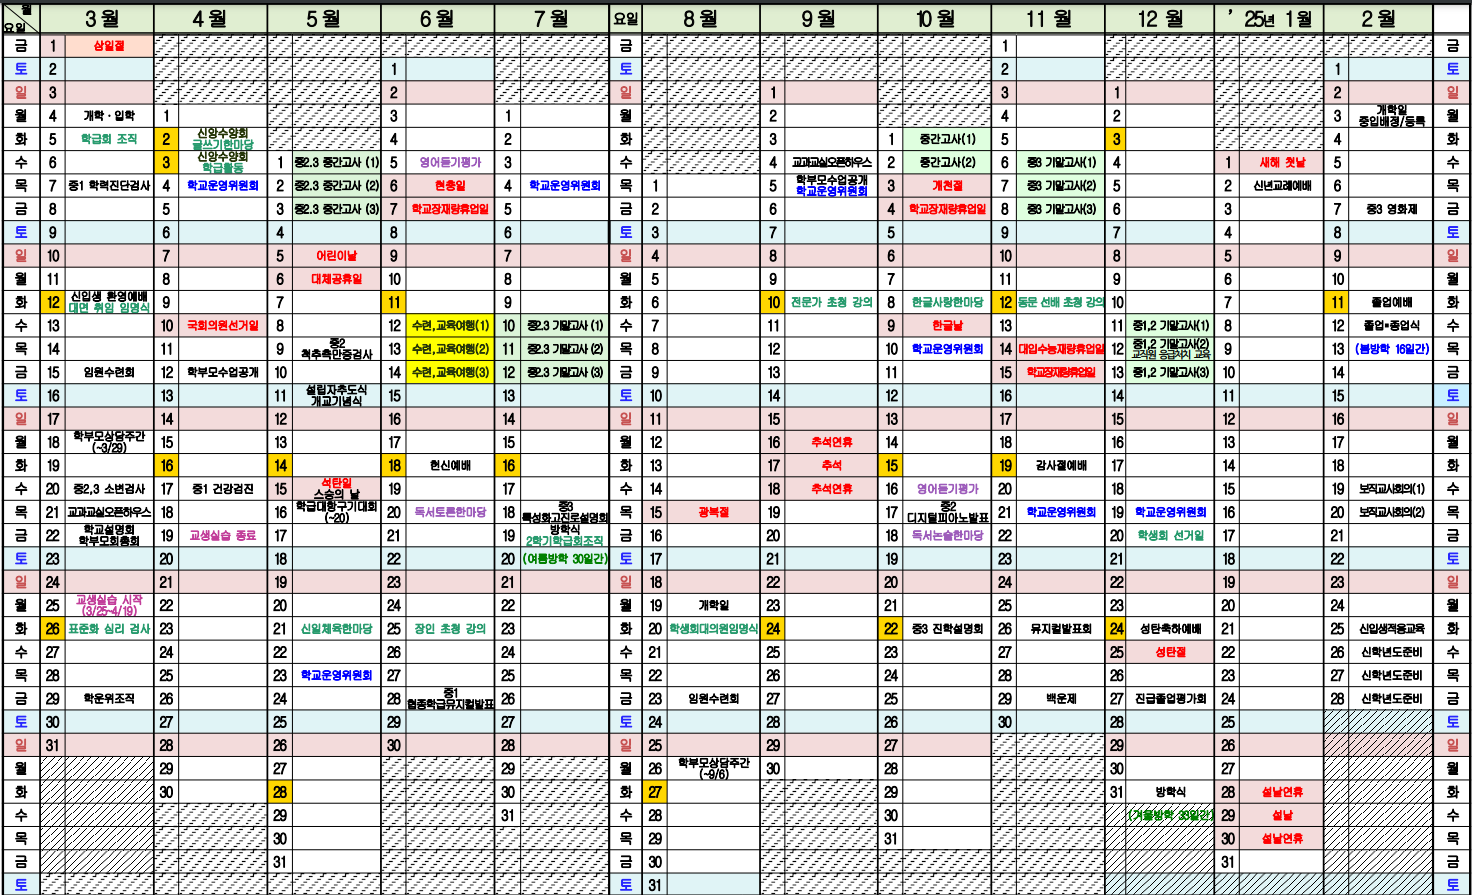 월 요일 3월 4월 5월 6월 7월 요일 8월 9월 10월 11월 12월 '25년 1월 2월
금 1 삼일절 금 1 금
토 2 1 토 2 1 토
일 3 2 일 1 3 1 2 일
월 4 개학·입학 1 3 1 월 2 4 2 3 개학일 중입배정/등록 월
화 5 학급회 조직 2 신앙수양회 글쓰기한마당 4 2 화 3 1 중간고사(1) 5 3 4 화
수 6 3 신앙수양회 학급활동 1 중2.3 중간고사 (1) 5 영어듣기평가 3 수 4 교과교실오픈하우스 2 중간고사(2) 6 중3 기말고사(1) 4 1 새해 첫날 5 수
목 7 중1 학력진단검사 4 학교운영위원회 2 중2.3 중간고사 (2) 6 현충일 4 학교운영위원회 목 1 5 학부모수업공개 학교운영위원회 3 개천절 7 중3 기말고사(2) 5 2 신년교례예배 6 목
금 8 5 3 중2.3 중간고사 (3) 7 학교장재량휴업일 5 금 2 6 4 학교장재량휴업일 8 중3 기말고사(3) 6 3 7 중3 영화제 금
토 9 6 4 8 6 토 3 7 5 9 7 4 8 토
일 10 7 5 어린이날 9 7 일 4 8 6 10 8 5 9 일
월 11 8 6 대체공휴일 10 8 월 5 9 7 11 9 6 10 월
화 12 신입생 환영예배 대면 취임 임명식 9 7 11 9 화 6 10 전문가 초청 강의 8 한글사랑한마당 12 동문 선배 초청 강의 10 7 11 졸업예배 화
수 13 10 국회의원선거일 8 12 수련,교육여행(1) 10 중2.3 기말고사 (1) 수 7 11 9 한글날 13 11 중1,2 기말고사(1) 8 12 졸업·종업식 수
목 14 11 9 중2 척추측만증검사 13 수련,교육여행(2) 11 중2.3 기말고사 (2) 목 8 12 10 학교운영위원회 14 대입수능재량휴업일 12 중1,2 기말고사(2) 교직원 응급처치 교육 9 13 (봄방학 16일간) 목
금 15 임원수련회 12 학부모수업공개 10 14 수련,교육여행(3) 12 중2.3 기말고사 (3) 금 9 13 11 15 학교장재량휴업일 13 중1,2 기말고사(3) 10 14 금
토 16 13 11 설립자추도식 개교기념식 15 13 토 10 14 12 16 14 11 15 토
일 17 14 12 16 14 일 11 15 13 17 15 12 16 일
월 18 학부모상담주간 (~3/29) 15 13 17 15 월 12 16 추석연휴 14 18 16 13 17 월
화 19 16 14 18 헌신예배 16 화 13 17 추석 15 19 감사절예배 17 14 18 화
수 20 중2,3 소변검사 17 중1 건강검진 15 석탄일 스승의 날 19 17 수 14 18 추석연휴 16 영어듣기평가 20 18 15 19 보직교사회의(1) 수
목 21 교과교실오픈하우스 18 16 학급대항구기대회 (~20) 20 독서토론한마당 18 중3 특성화고진로설명회 목 15 광복절 19 17 중2 디지털피아노발표 21 학교운영위원회 19 학교운영위원회 16 20 보직교사회의(2) 목
금 22 학교설명회 학부모회총회 19 교생실습 종료 17 21 19 방학식 2학기학급회조직 금 16 20 18 독서논술한마당 22 20 학생회 선거일 17 21 금
토 23 20 18 22 20 (여름방학 30일간) 토 17 21 19 23 21 18 22 토
일 24 21 19 23 21 일 18 22 20 24 22 19 23 일
월 25 교생실습 시작 (3/25~4/19) 22 20 24 22 월 19 개학일 23 21 25 23 20 24 월
화 26 표준화 심리 검사 23 21 신일체육한마당 25 장인 초청 강의 23 화 20 학생회대의원임명식 24 22 중3 진학설명회 26 뮤지컬발표회 24 성탄축하예배 21 25 신입생적응교육 화
수 27 24 22 26 24 수 21 25 23 27 25 성탄절 22 26 신학년도준비 수
목 28 25 23 학교운영위원회 27 25 목 22 26 24 28 26 23 27 신학년도준비 목
금 29 학운위조직 26 24 28 중1 협종학급뮤지컬발표 26 금 23 임원수련회 27 25 29 백운제 27 진급졸업평가회 24 28 신학년도준비 금
토 30 27 25 29 27 토 24 28 26 30 28 25 토
일 31 28 26 30 28 일 25 29 27 29 26 일
월 29 27 29 월 26 학부모상담주간 (~9/6) 30 28 30 27 월
화 30 28 30 화 27 29 31 방학식 28 설날연휴 화
수 29 31 수 28 30 (겨울방학 33일간) 29 설날 수
목 30 목 29 31 30 설날연휴 목
금 31 금 30 31 금
토 토 31 토